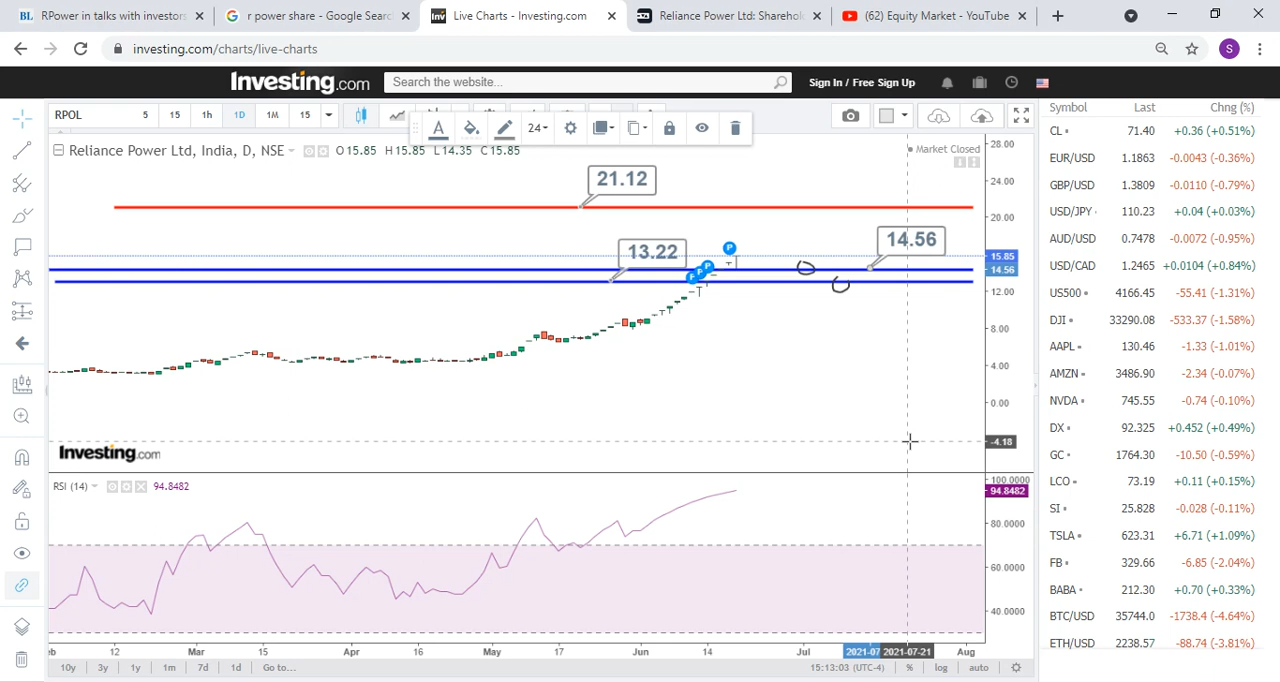 RPower in talks with investors
r power share - Google Searc
Live Charts - Investing.com
Reliance Power Ltd: Sharehol
(62) Equity Market - YouTube
investing.com/charts/live-charts
S
Investing.com
Search the website...
Sign In / Free Sign Up
RPOL 5 15 1h 1D 1M 15
24
Reliance Power Ltd, India, D, NSE O 15.85 H 15.85 L 14.35 C 15.85
Market Closed
28.00
24.00
20.00
15.85
14.56
12.00
8.00
4.00
0.00
-4.18
21.12
13.22
14.56
P
P
P
P
Investing.com
RSI (14) 94.8482
100.0000
94.8482
80.0000
60.0000
40.0000
eb 12 Mar 15 Apr 16 May 17 Jun 14 Jul 2021-07 2021-07-21 Aug
10y 3y 1y 1m 7d 1d Go to...
15:13:03 (UTC-4) % log auto
Symbol Last Chng (%)
CL 71.40 +0.36 (+0.51%)
EUR/USD 1.1863 -0.0043 (-0.36%)
GBP/USD 1.3809 -0.0110 (-0.79%)
USD/JPY 110.23 +0.04 (+0.03%)
AUD/USD 0.7478 -0.0072 (-0.95%)
USD/CAD 1.2465 +0.0104 (+0.84%)
US500 4166.45 -55.41 (-1.31%)
DJI 33290.08 -533.37 (-1.58%)
AAPL 130.46 -1.33 (-1.01%)
AMZN 3486.90 -2.34 (-0.07%)
NVDA 745.55 -0.74 (-0.10%)
DX 92.325 +0.452 (+0.49%)
GC 1764.30 -10.50 (-0.59%)
LCO 73.19 +0.11 (+0.15%)
SI 25.828 -0.028 (-0.11%)
TSLA 623.31 +6.71 (+1.09%)
FB 329.66 -6.85 (-2.04%)
BABA 212.30 +0.70 (+0.33%)
BTC/USD 35744.0 -1738.4 (-4.64%)
ETH/USD 2238.57 -88.74 (-3.81%)